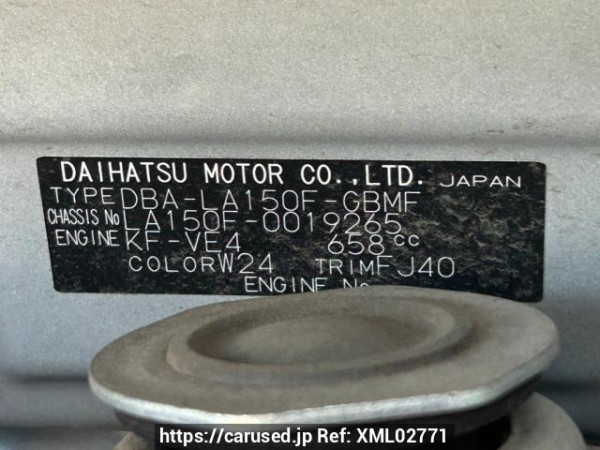 DAIHATSU MOTOR CO.,LTD. JAPAN
TYPE DBA-LA150F-GBMF
CHASSIS No LA150F-0019265
ENGINE KF-VE4 658cc
COLOR W24 TRIM FJ40
ENGINE No
https://carused.jp Ref: XML02771